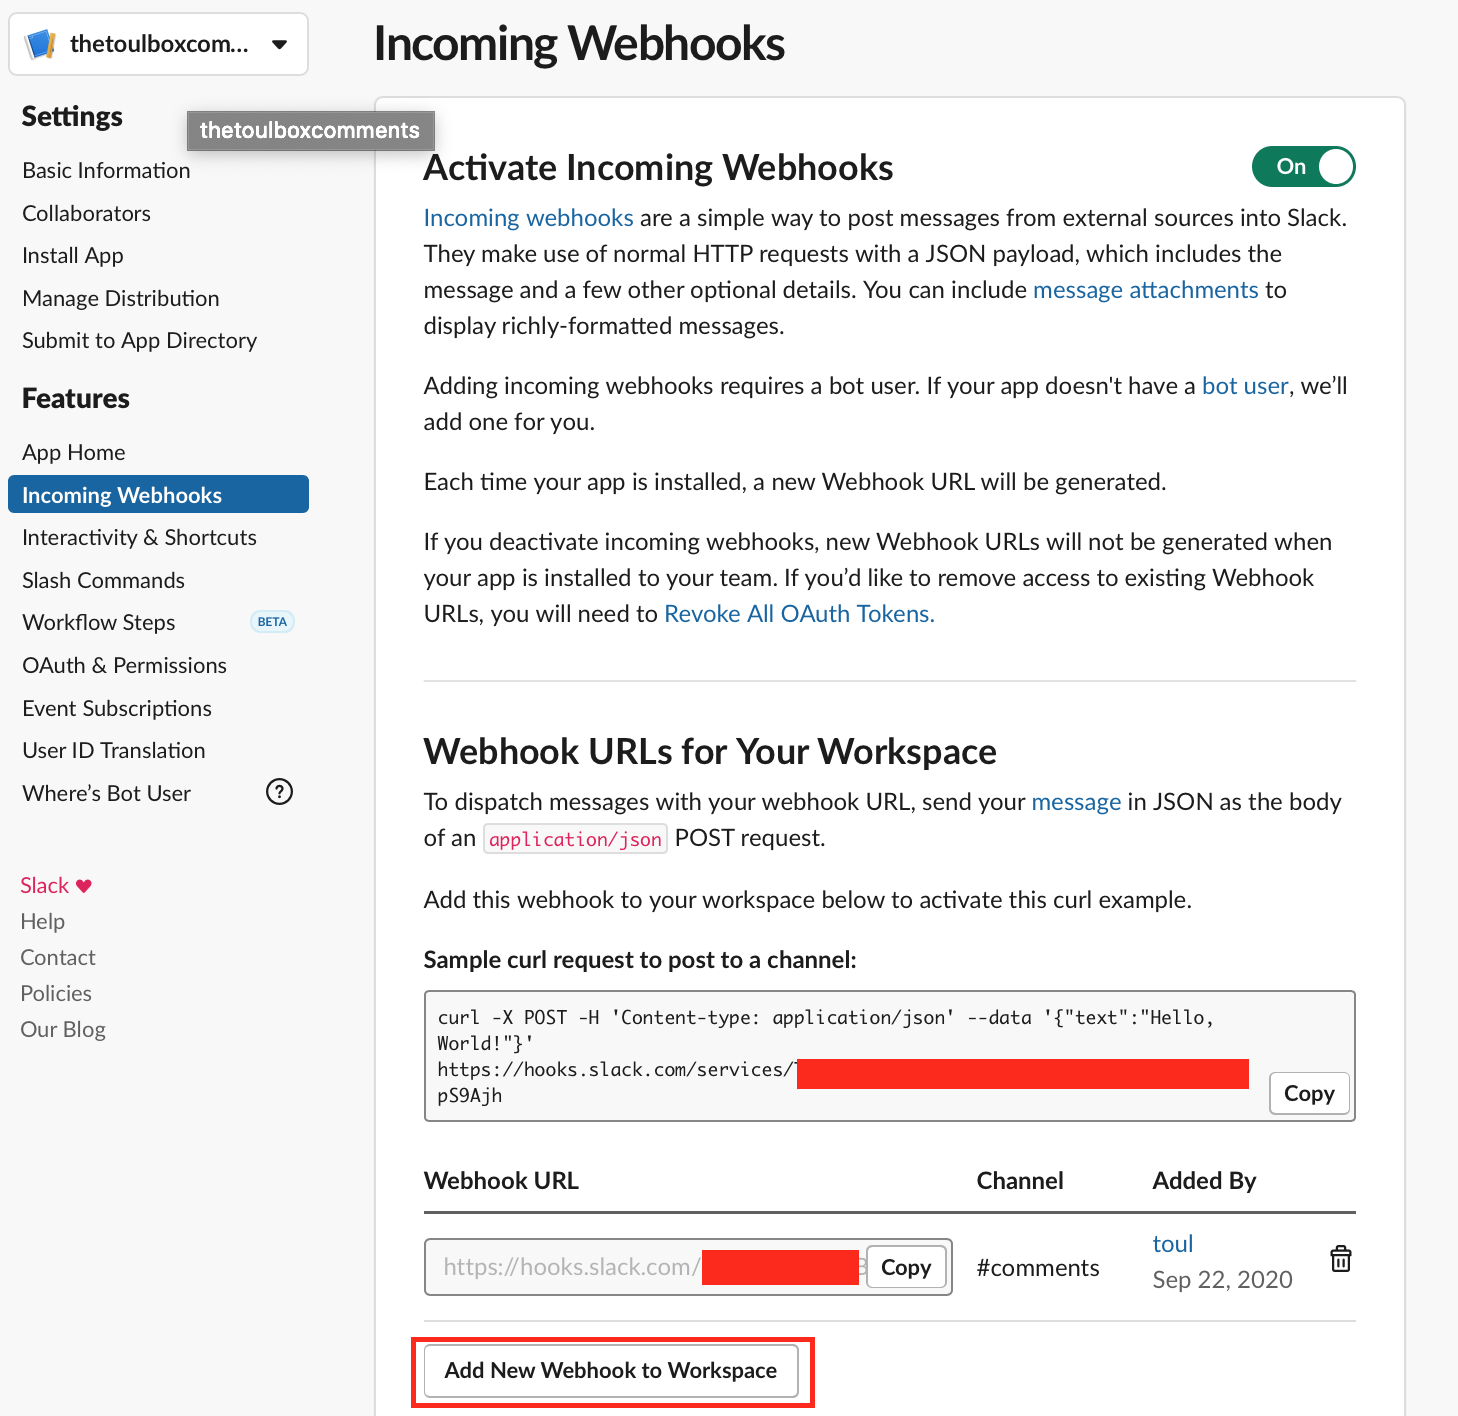 thetoulboxcom...
Incoming Webhooks
Settings
thetoulboxcomments
Basic Information
Collaborators
Install App
Manage Distribution
Submit to App Directory
Features
App Home
Incoming Webhooks
Interactivity & Shortcuts
Slash Commands
Workflow Steps BETA
OAuth & Permissions
Event Subscriptions
User ID Translation
Where’s Bot User ?
Slack ♥
Help
Contact
Policies
Our Blog
Activate Incoming Webhooks
On
Incoming webhooks are a simple way to post messages from external sources into Slack.
They make use of normal HTTP requests with a JSON payload, which includes the
message and a few other optional details. You can include message attachments to
display richly-formatted messages.
Adding incoming webhooks requires a bot user. If your app doesn't have a bot user, we’ll
add one for you.
Each time your app is installed, a new Webhook URL will be generated.
If you deactivate incoming webhooks, new Webhook URLs will not be generated when
your app is installed to your team. If you’d like to remove access to existing Webhook
URLs, you will need to Revoke All OAuth Tokens.
Webhook URLs for Your Workspace
To dispatch messages with your webhook URL, send your message in JSON as the body
of an application/json POST request.
Add this webhook to your workspace below to activate this curl example.
Sample curl request to post to a channel:
curl -X POST -H 'Content-type: application/json' --data '{"text":"Hello,
World!"}'
https://hooks.slack.com/services/
pS9Ajh
Copy
Webhook URL Channel Added By
https://hooks.slack.com/ Copy #comments toul
Sep 22, 2020
Add New Webhook to Workspace